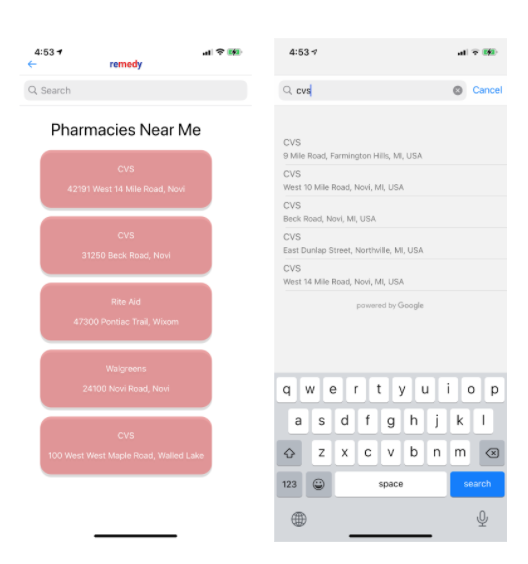 4:53
remedy
Search
Pharmacies Near Me
CVS
42191 West 14 Mile Road, Novi
CVS
31250 Beck Road, Novi
Rite Aid
47300 Pontiac Trail, Wixom
Walgreens
24100 Novi Road, Novi
CVS
100 West West Maple Road, Walled Lake
4:53
cvs
Cancel
CVS
9 Mile Road, Farmington Hills, MI, USA
CVS
West 10 Mile Road, Novi, MI, USA
CVS
Beck Road, Novi, MI, USA
CVS
East Dunlap Street, Northville, MI, USA
CVS
West 14 Mile Road, Novi, MI, USA
powered by Google
q w e r t y u i o p
a s d f g h j k l
z x c v b n m
123 space search